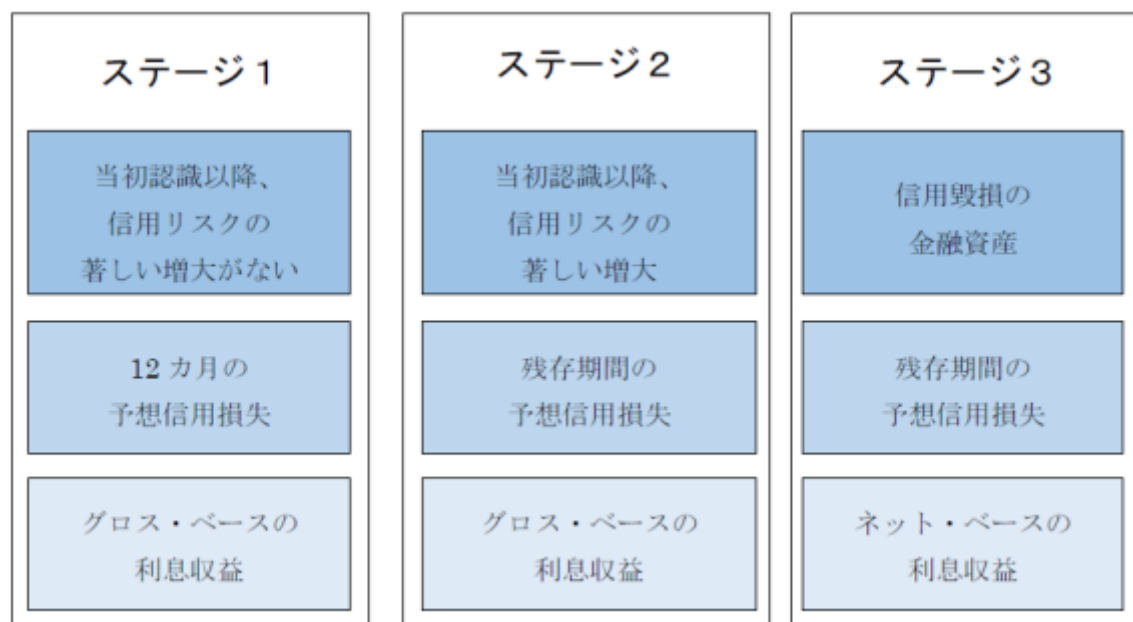 ステージ1
当初認識以降、
信用リスクの
著しい増大がない
12カ月の
予想信用損失
グロス・ベースの
利息収益
ステージ2
当初認識以降、
信用リスクの
著しい増大
残存期間の
予想信用損失
グロス・ベースの
利息収益
ステージ3
信用毀損の
金融資産
残存期間の
予想信用損失
ネット・ベースの
利息収益